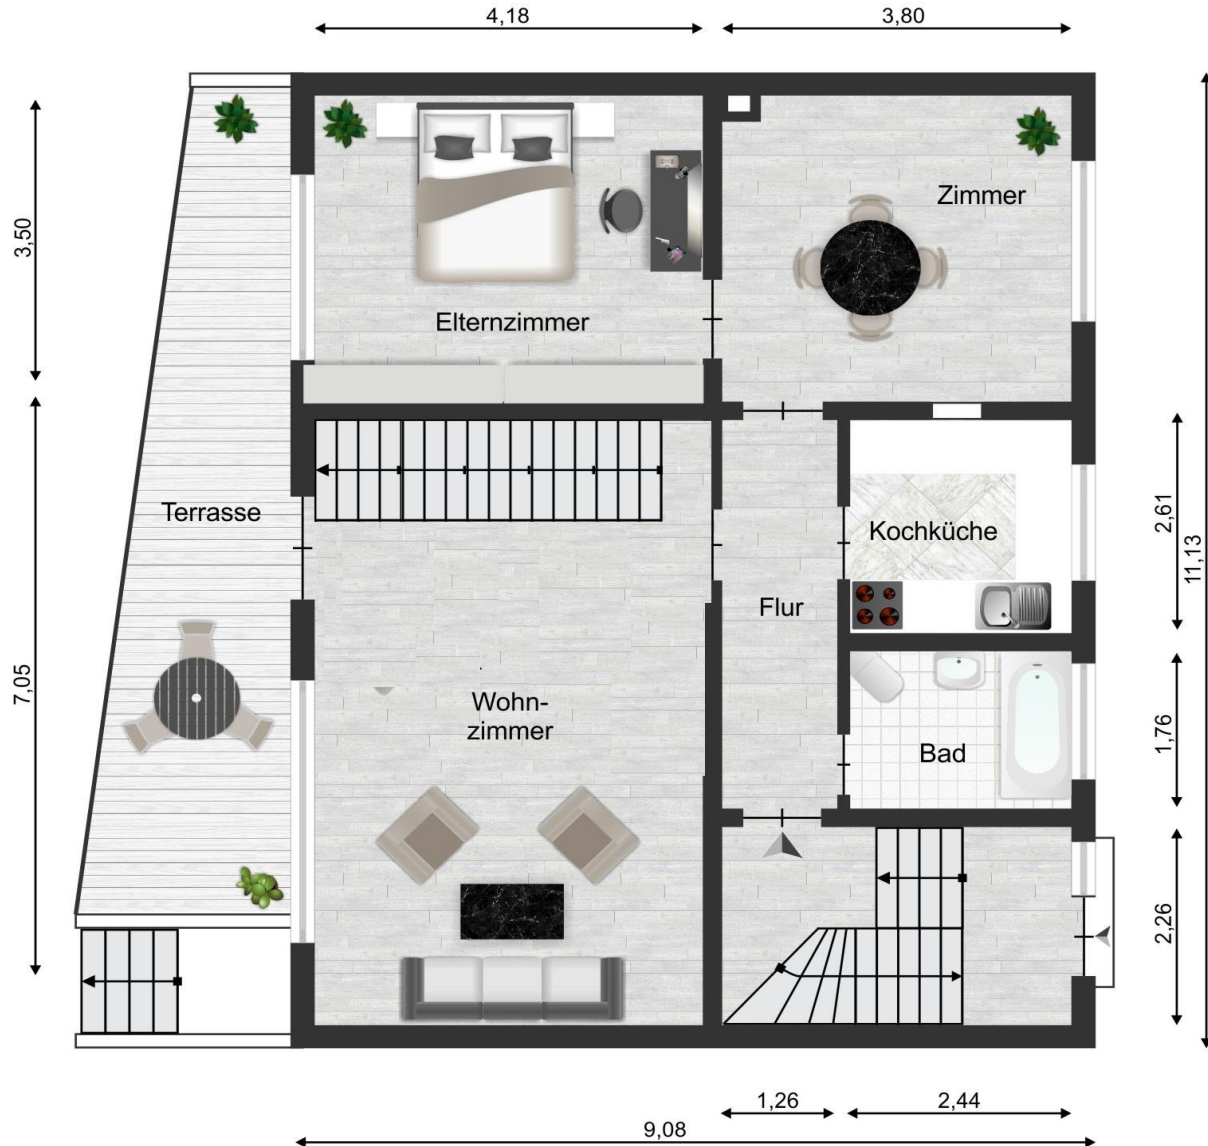 4,18
3,80
3,50
Zimmer
Elternzimmer
Terrasse
Kochküche
2,61
11,13
Flur
7,05
Wohn-
zimmer
Bad
1,76
2,26
1,26
2,44
9,08